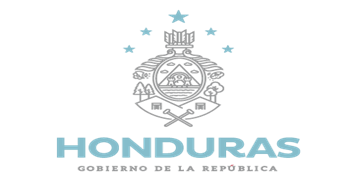 HONDURAS
GOBIERNO DE LA REPÚBLICA